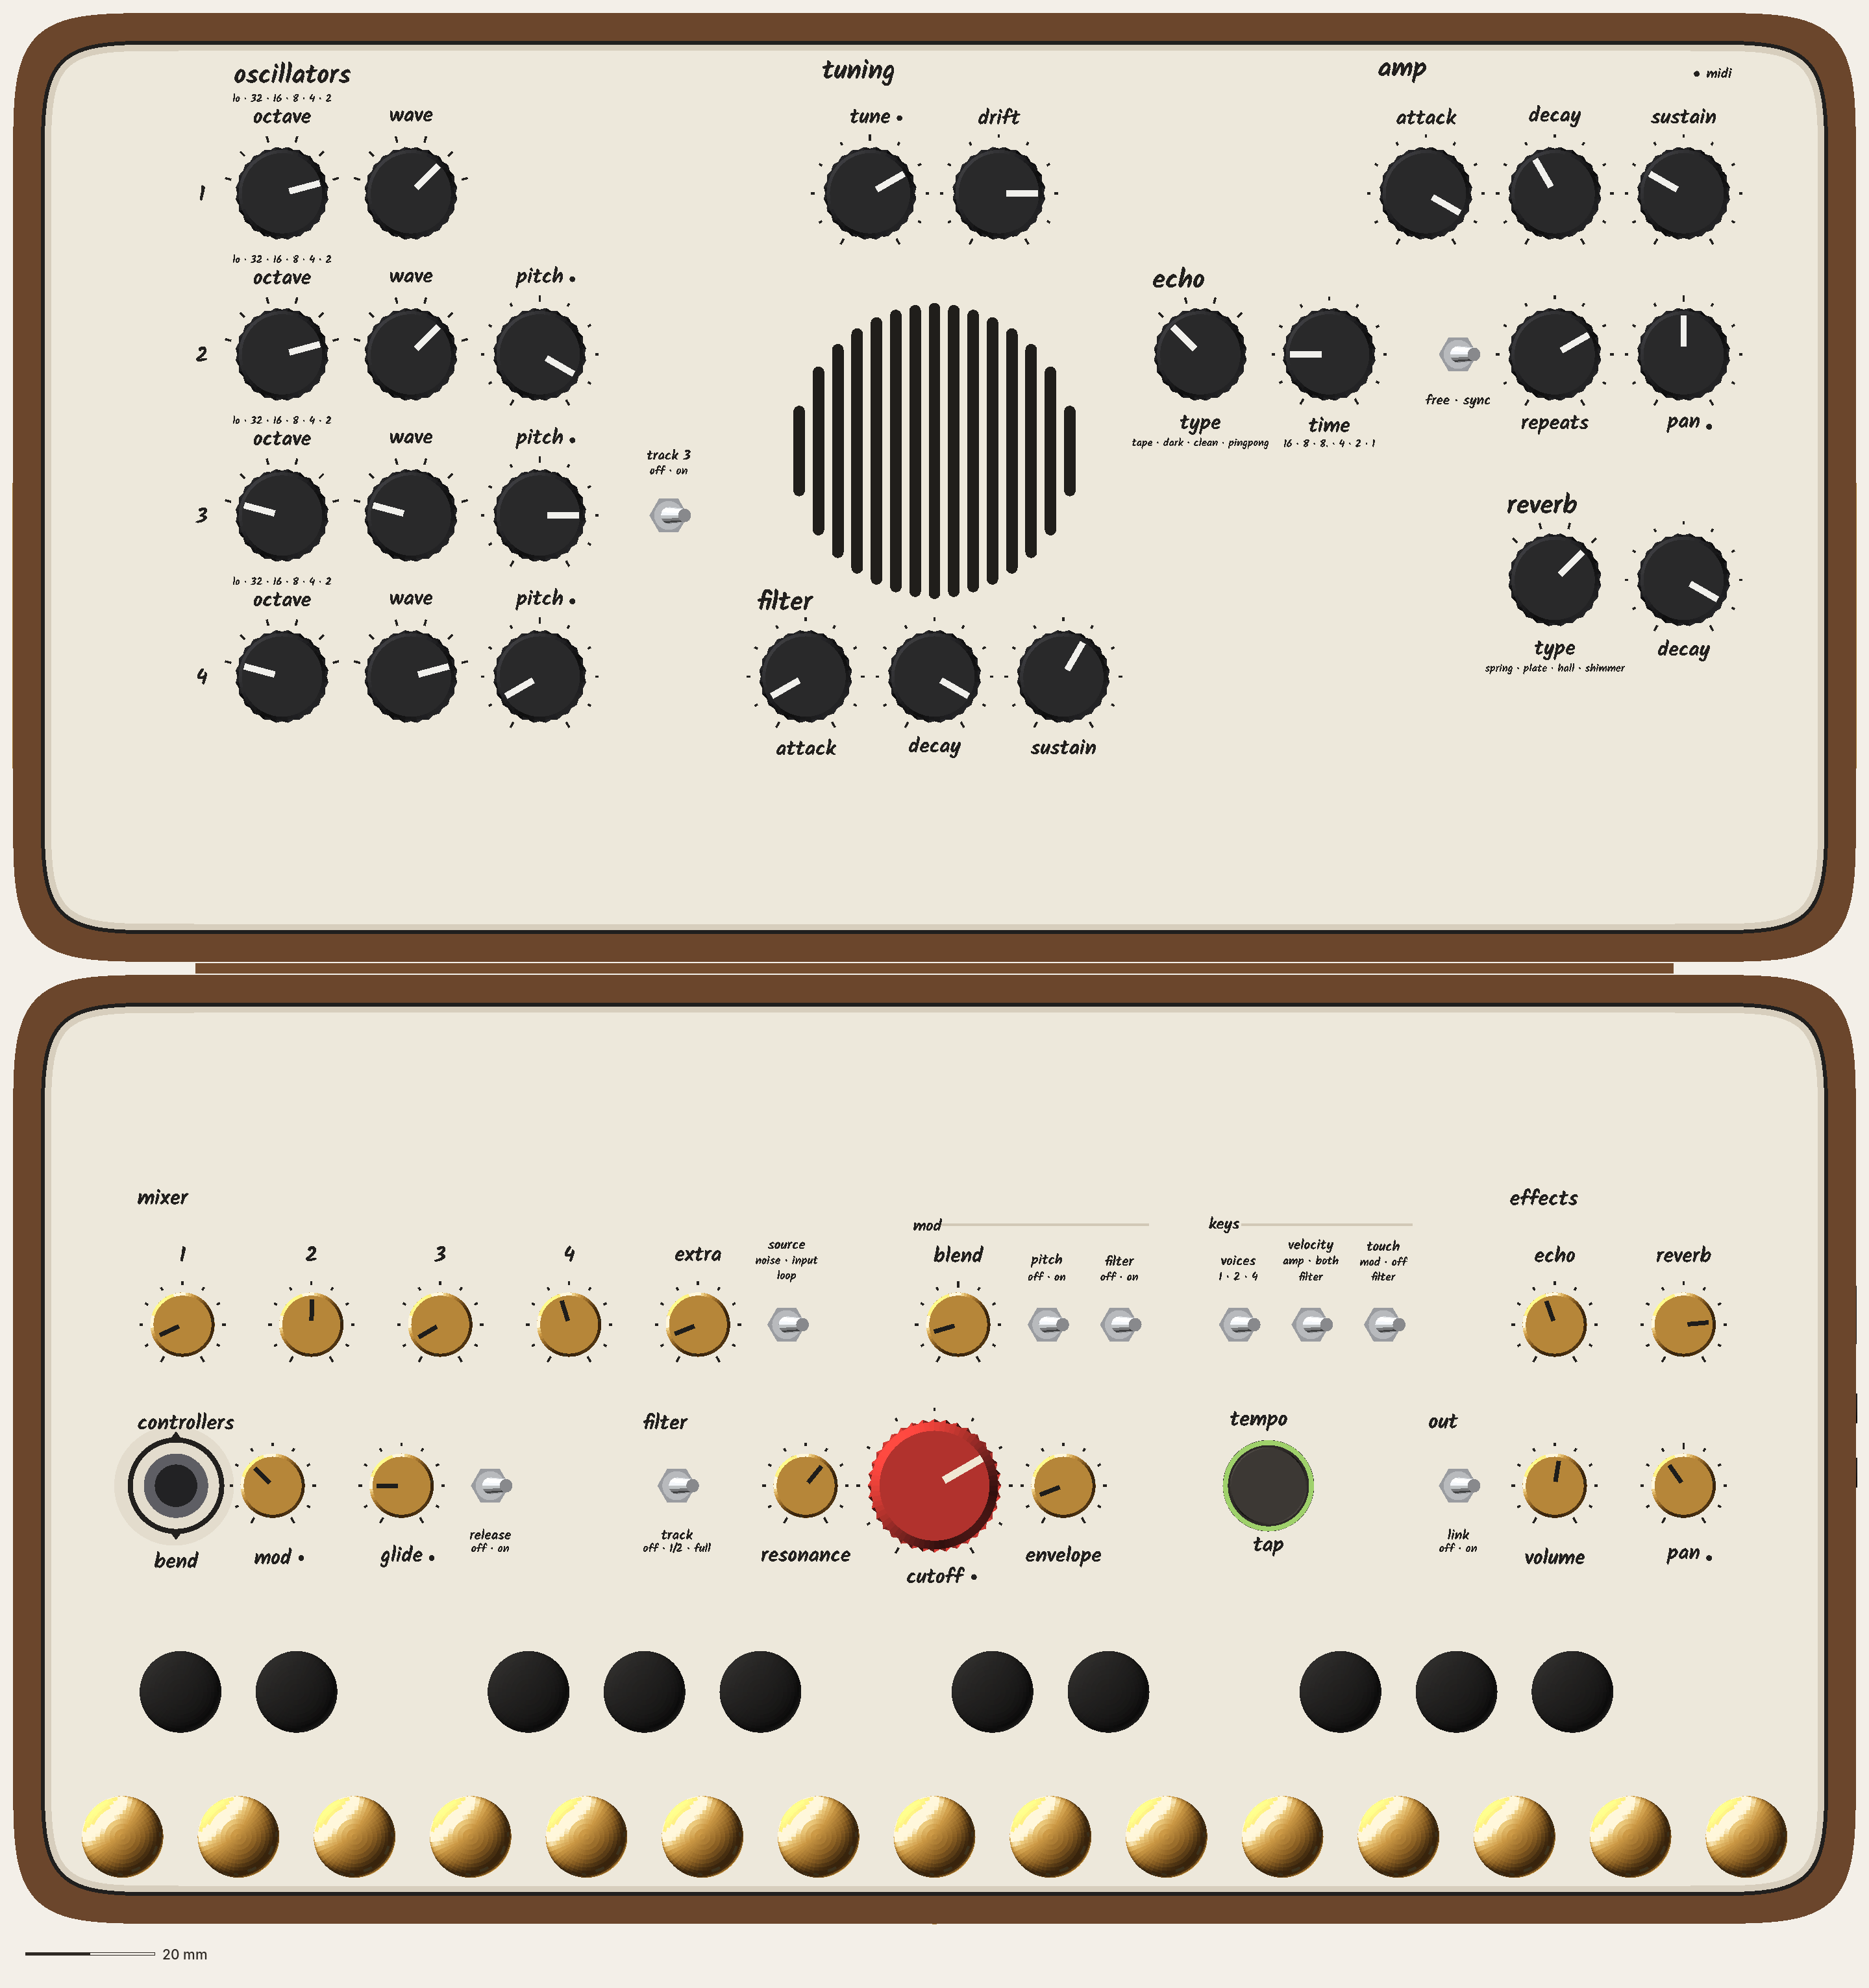 oscillators
lo · 32 · 16 · 8 · 4 · 2
octave wave
1
lo · 32 · 16 · 8 · 4 · 2
octave wave pitch •
2
lo · 32 · 16 · 8 · 4 · 2
octave wave pitch •
3
track 3
off · on
lo · 32 · 16 · 8 · 4 · 2
octave wave pitch •
4
tuning
tune • drift
amp
• midi
attack decay sustain
echo
type
tape · dark · clean · pingpong
time
16 · 8 · 8. · 4 · 2 · 1
free · sync
repeats
pan •
reverb
type
spring · plate · hall · shimmer
decay
filter
attack decay sustain
mixer
1 2 3 4 extra
source
noise · input
loop
mod
blend
pitch
off · on
filter
off · on
keys
voices
1 · 2 · 4
velocity
amp · both
filter
touch
mod · off
filter
effects
echo reverb
controllers
bend
mod •
glide •
release
off · on
filter
track
off · 1/2 · full
resonance
cutoff •
envelope
tempo
tap
out
link
off · on
volume
pan •
20 mm